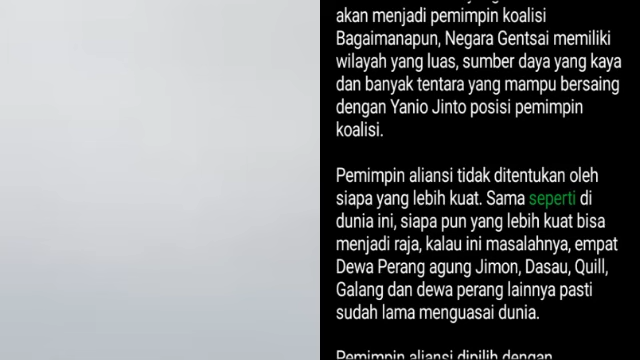 akan menjadi pemimpin koalisi
Bagaimanapun, Negara Gentsai memiliki
wilayah yang luas, sumber daya yang kaya
dan banyak tentara yang mampu bersaing
dengan Yanio Jinto posisi pemimpin
koalisi.
Pemimpin aliansi tidak ditentukan oleh
siapa yang lebih kuat. Sama seperti di
dunia ini, siapa pun yang lebih kuat bisa
menjadi raja, kalau ini masalahnya, empat
Dewa Perang agung Jimon, Dasau, Quill,
Galang dan dewa perang lainnya pasti
sudah lama menguasai dunia.
Pemimpin aliansi dipilih dengan